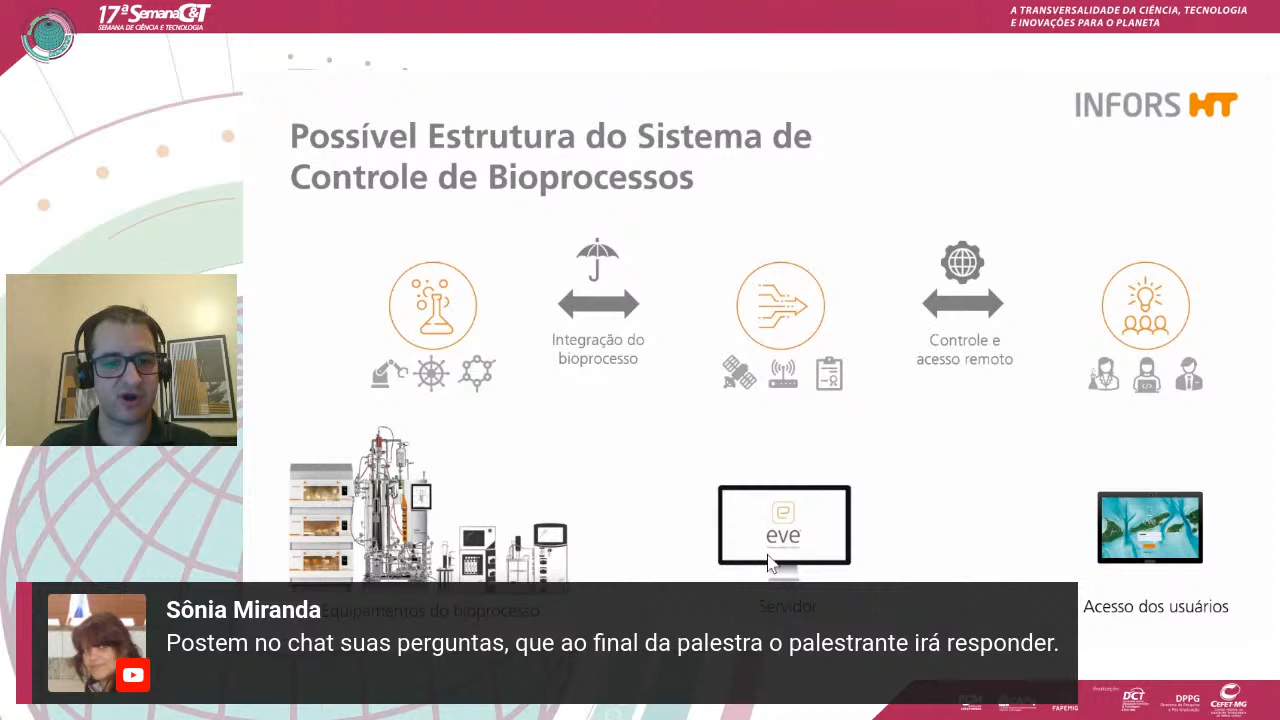 17ª SemanaC&T
SEMANA DE CIÊNCIA E TECNOLOGIA
A TRANSVERSALIDADE DA CIÊNCIA, TECNOLOGIA
E INOVAÇÕES PARA O PLANETA
INFORS HT
Possível Estrutura do Sistema de
Controle de Bioprocessos
Integração do
bioprocesso
Controle e
acesso remoto
eve
Equipamentos do bioprocesso
Servidor
Acesso dos usuários
Sônia Miranda
Postem no chat suas perguntas, que ao final da palestra o palestrante irá responder.
Realização
FAPEMIG
DCT
DPPG
CEFET-MG